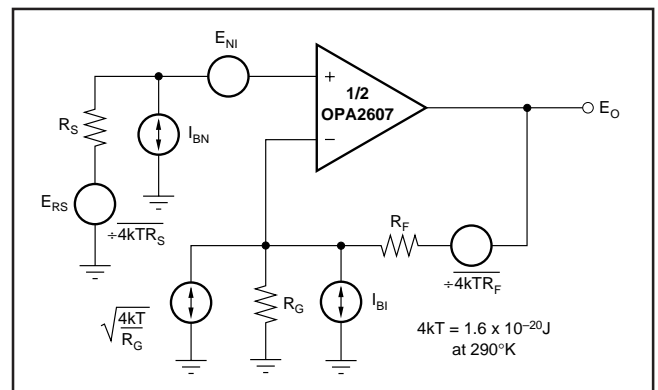 E_NI
+
1/2
OPA2607
−
E_O
R_S
I_BN
E_RS
÷4kTR_S
R_F
÷4kTR_F
√(4kT/R_G)
R_G
I_BI
4kT = 1.6 x 10^–20 J
at 290°K